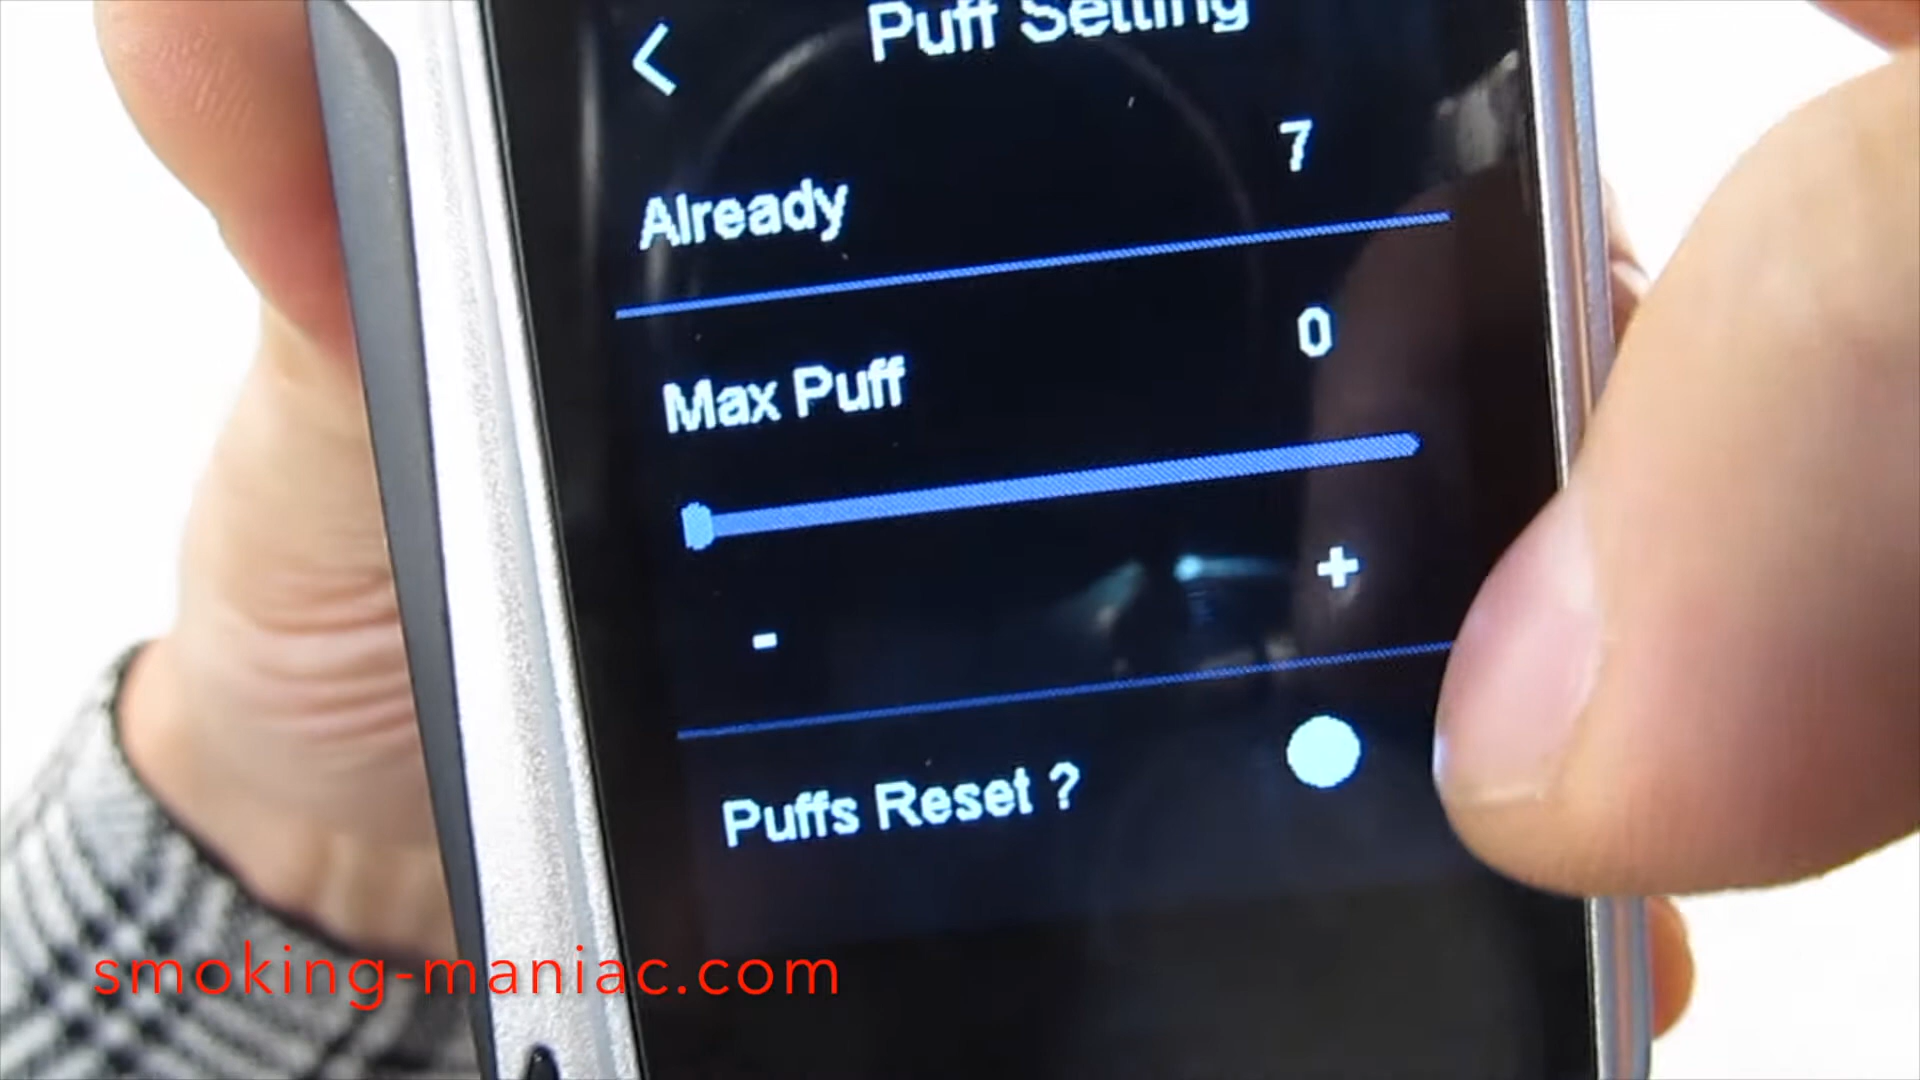 Puff Setting
7
Already
0
Max Puff
- +
Puffs Reset ?
smoking-maniac.com